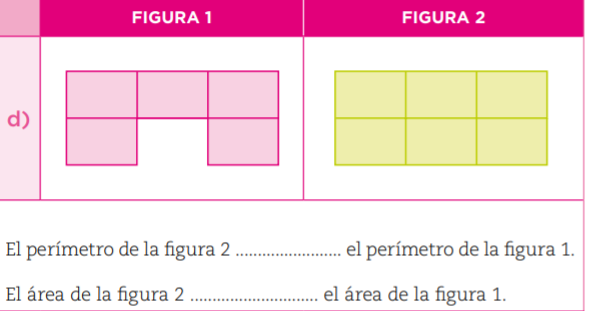 FIGURA 1
FIGURA 2
d)
El perímetro de la figura 2 ........................ el perímetro de la figura 1.
El área de la figura 2 ............................. el área de la figura 1.